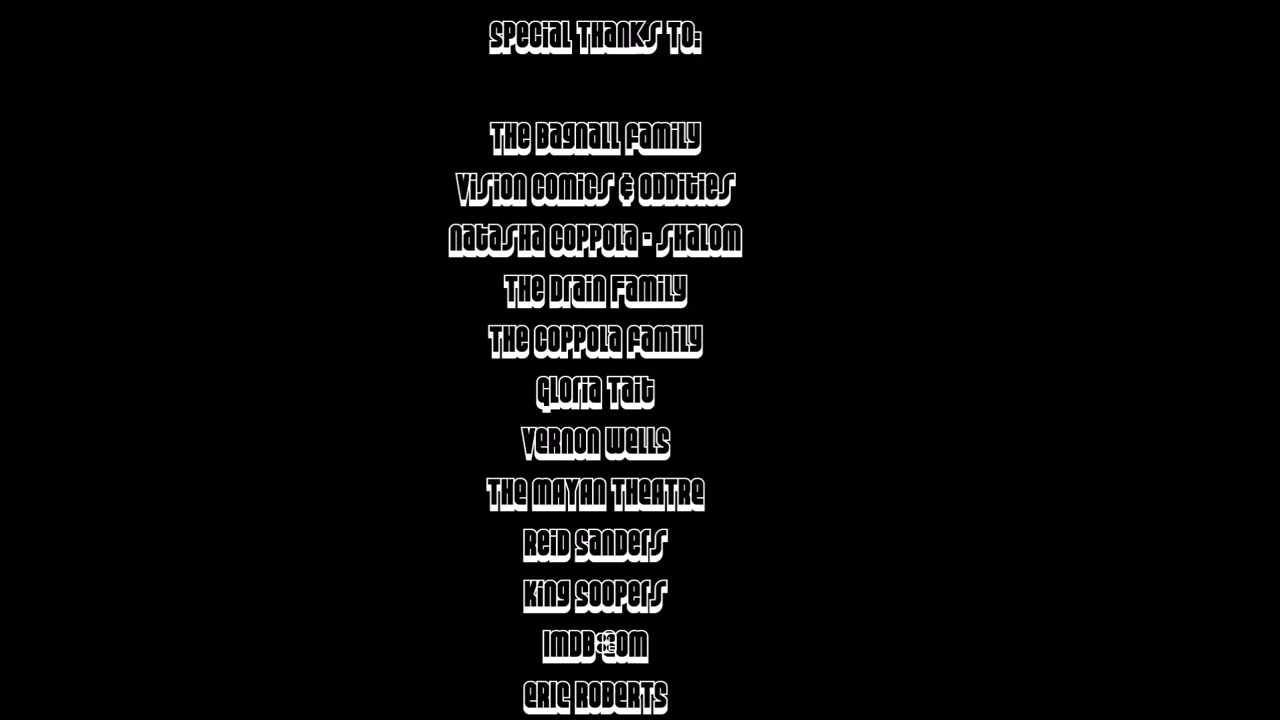 Special Thanks To:
The Bagnall Family
Vision Comics & Oddities
Natasha Coppola - Shalom
The Drain Family
The Coppola Family
Gloria Tait
Vernon Wells
The Mayan Theatre
Reid Sanders
King Soopers
IMDB.com
Eric Roberts